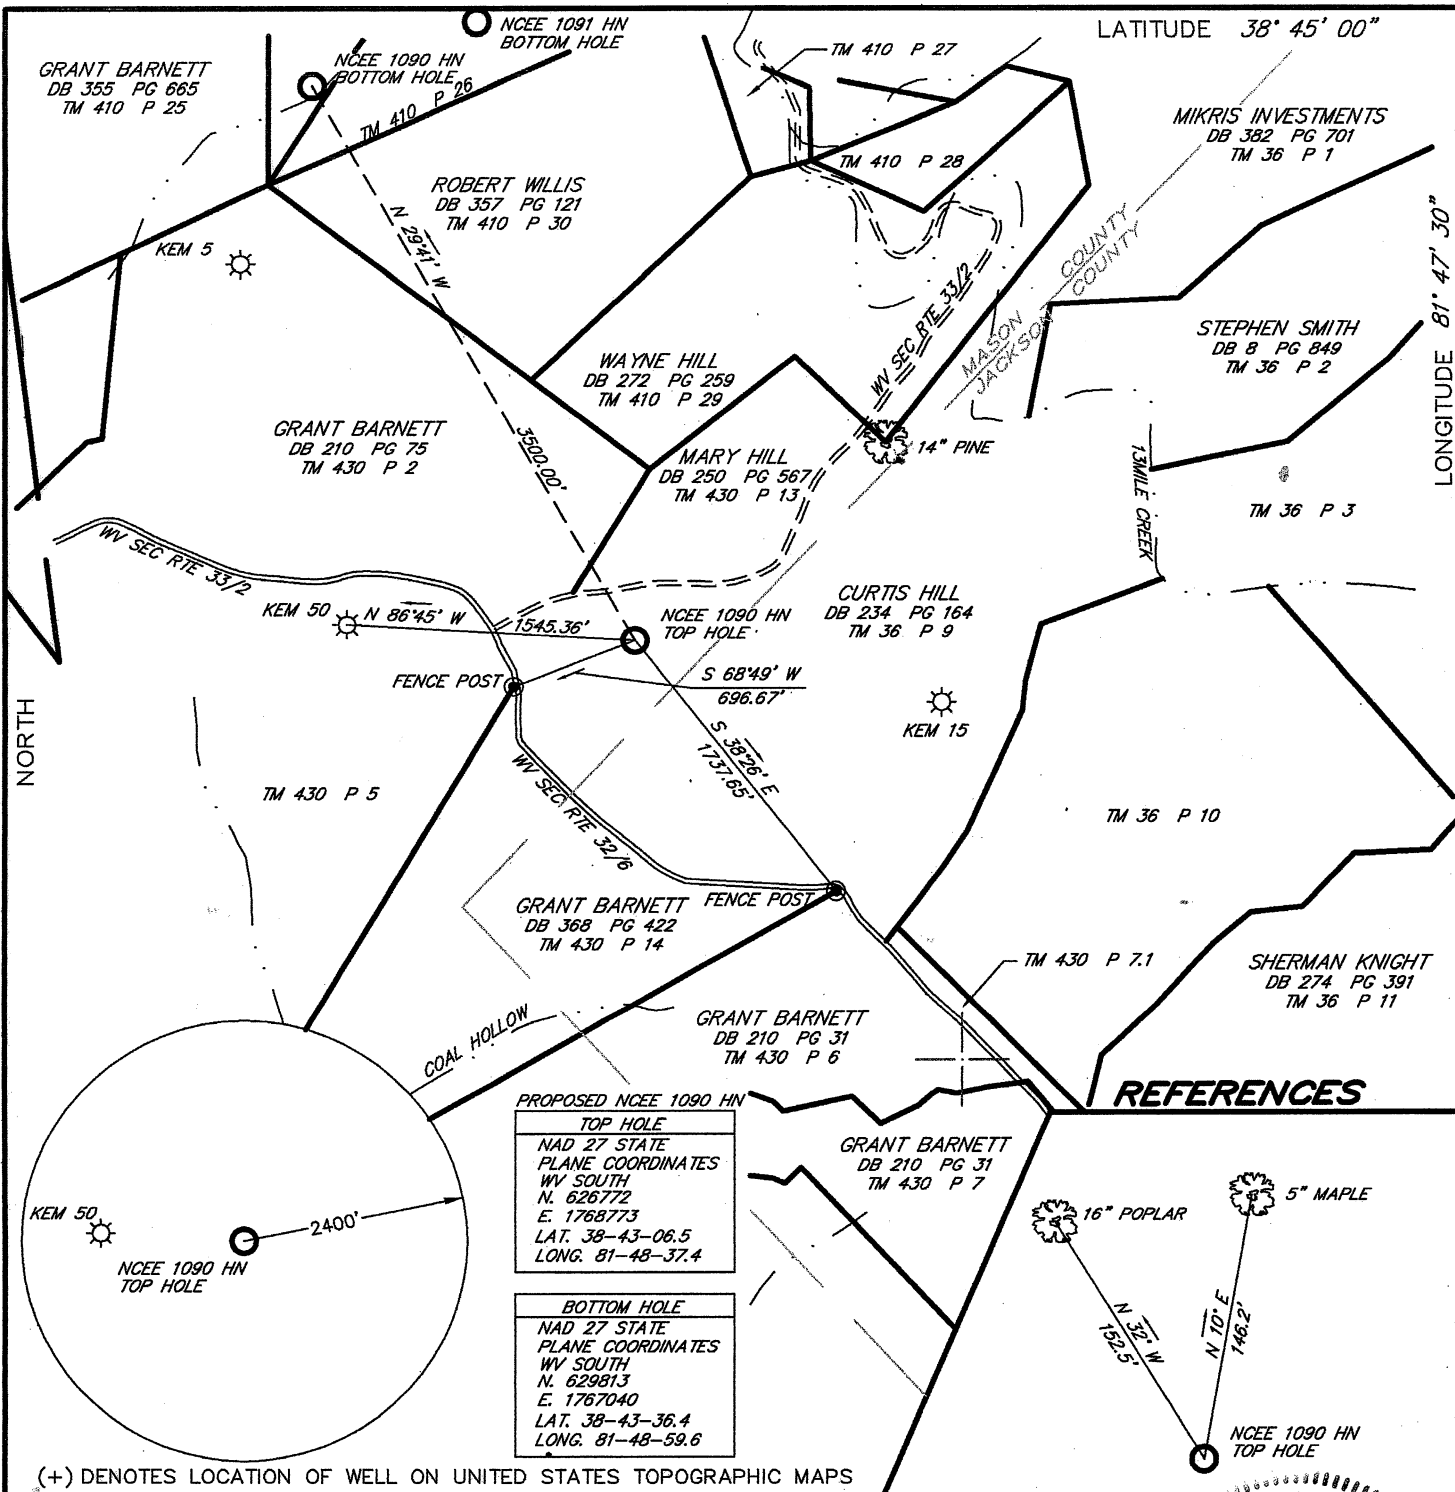 NCEE 1091 HN
BOTTOM HOLE
LATITUDE 38° 45' 00"
GRANT BARNETT
DB 355 PG 665
TM 410 P 25
NCEE 1090 HN
BOTTOM HOLE
TM 410 P 26
TM 410 P 27
TM 410 P 28
MIKRIS INVESTMENTS
DB 382 PG 701
TM 36 P 1
ROBERT WILLIS
DB 357 PG 121
TM 410 P 30
N 29°41' W
KEM 5
COUNTY
COUNTY
MASON
JACKSON
WV SEC RTE 33/2
LONGITUDE 81° 47' 30"
STEPHEN SMITH
DB 8 PG 849
TM 36 P 2
WAYNE HILL
DB 272 PG 259
TM 410 P 29
GRANT BARNETT
DB 210 PG 75
TM 430 P 2
3500.00'
MARY HILL
DB 250 PG 567
TM 430 P 13
14" PINE
13MILE CREEK
TM 36 P 3
WV SEC RTE 33/2
KEM 50
N 86°45' W
1545.36'
NCEE 1090 HN
TOP HOLE
CURTIS HILL
DB 234 PG 164
TM 36 P 9
FENCE POST
S 68°49' W
696.67'
S 38°26' E
1737.65'
KEM 15
NORTH
TM 430 P 5
WV SEC RTE 32/6
TM 36 P 10
GRANT BARNETT
DB 368 PG 422
TM 430 P 14
FENCE POST
TM 430 P 7.1
SHERMAN KNIGHT
DB 274 PG 391
TM 36 P 11
COAL HOLLOW
GRANT BARNETT
DB 210 PG 31
TM 430 P 6
REFERENCES
PROPOSED NCEE 1090 HN
TOP HOLE
NAD 27 STATE
PLANE COORDINATES
WV SOUTH
N. 626772
E. 1768773
LAT. 38-43-06.5
LONG. 81-48-37.4
GRANT BARNETT
DB 210 PG 31
TM 430 P 7
KEM 50
2400'
NCEE 1090 HN
TOP HOLE
16" POPLAR
5" MAPLE
N 32° W
152.5'
N 10° E
146.2'
BOTTOM HOLE
NAD 27 STATE
PLANE COORDINATES
WV SOUTH
N. 629813
E. 1767040
LAT. 38-43-36.4
LONG. 81-48-59.6
NCEE 1090 HN
TOP HOLE
(+) DENOTES LOCATION OF WELL ON UNITED STATES TOPOGRAPHIC MAPS